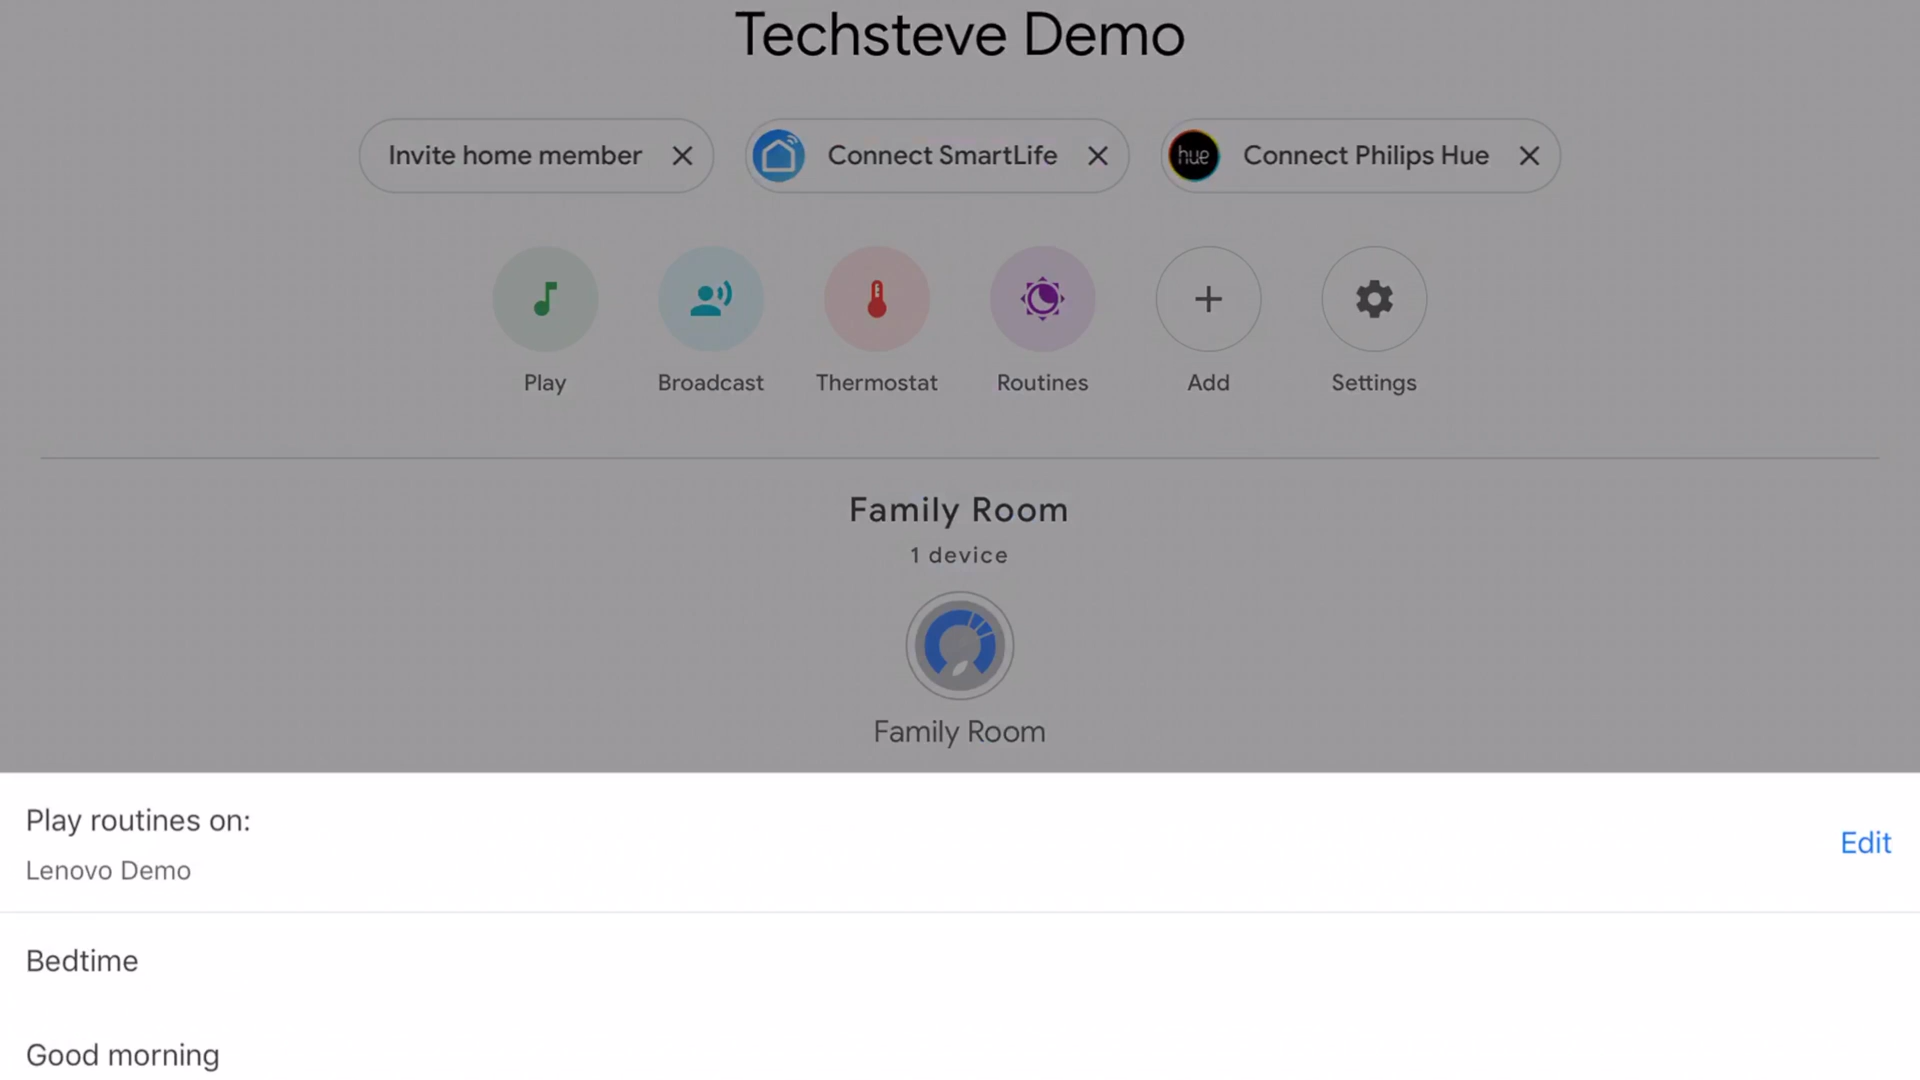 Techsteve Demo
Invite home member
Connect SmartLife
hue
Connect Philips Hue
Play
Broadcast
Thermostat
Routines
Add
Settings
Family Room
1 device
Family Room
Play routines on:
Lenovo Demo
Edit
Bedtime
Good morning